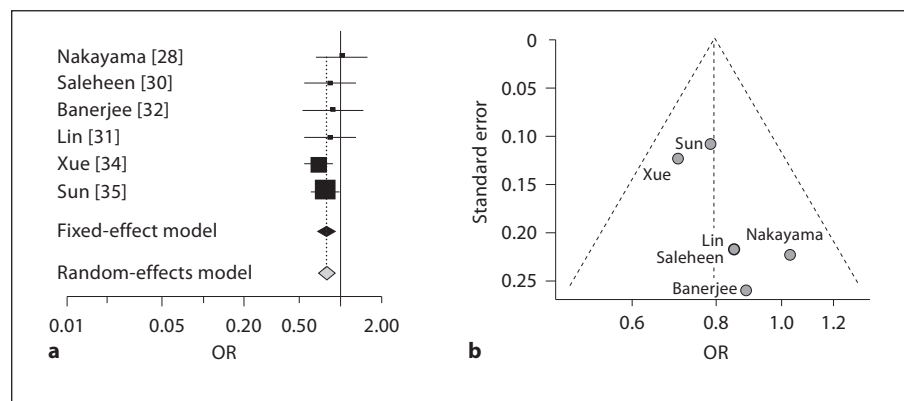 Nakayama [28]
Saleheen [30]
Banerjee [32]
Lin [31]
Xue [34]
Sun [35]
Fixed-effect model
Random-effects model
0.01 0.05 0.20 0.50 2.00
OR
a
Standard error
0
0.05
0.10
0.15
0.20
0.25
Sun
Xue
Lin
Saleheen
Nakayama
Banerjee
0.6 0.8 1.0 1.2
OR
b